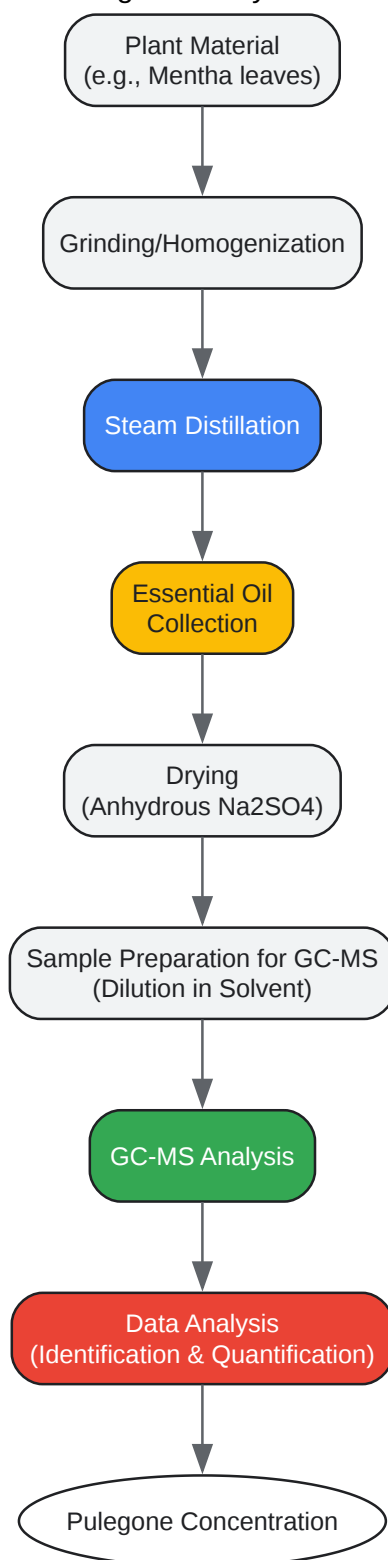 Plant Material
(e.g., Mentha leaves)
Grinding/Homogenization
Steam Distillation
Essential Oil
Collection
Drying
(Anhydrous Na2SO4)
Sample Preparation for GC-MS
(Dilution in Solvent)
GC-MS Analysis
Data Analysis
(Identification & Quantification)
Pulegone Concentration